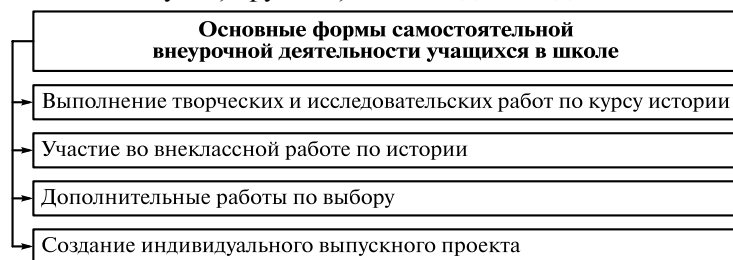 Основные формы самостоятельной
внеурочной деятельности учащихся в школе
Выполнение творческих и исследовательских работ по курсу истории
Участие во внеклассной работе по истории
Дополнительные работы по выбору
Создание индивидуального выпускного проекта